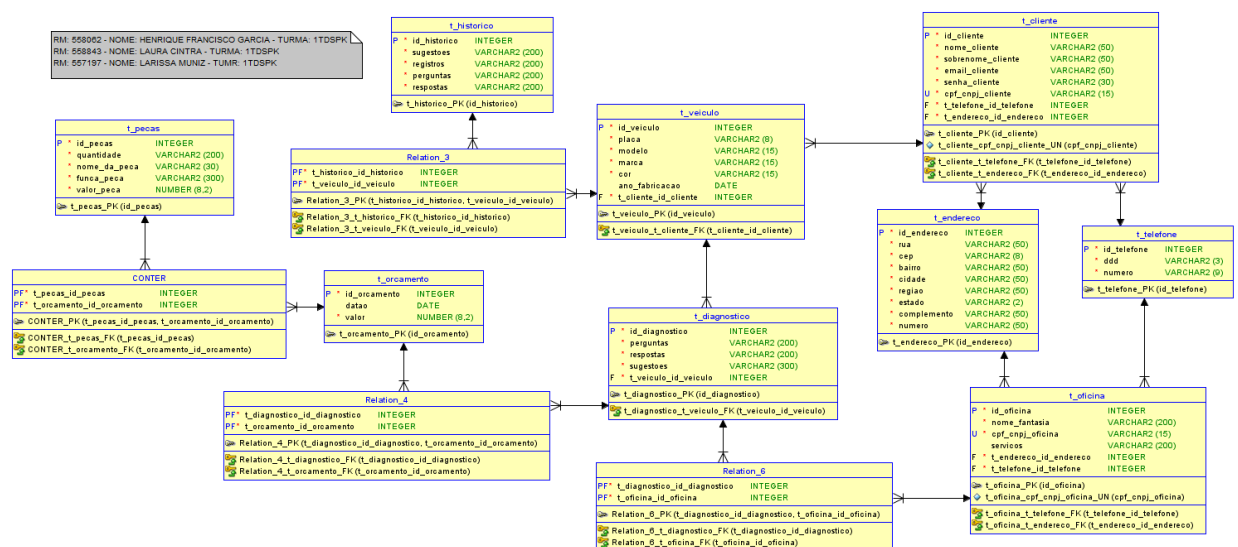 RM: 558062 - NOME: HENRIQUE FRANCISCO GARCIA - TURMA: 1TDSPK
RM: 558843 - NOME: LAURA CINTRA - TURMA: 1TDSPK
RM: 557197 - NOME: LARISSA MUNIZ - TUMR: 1TDSPK
t_historico
P * id_historico INTEGER
* sugestoes VARCHAR2 (200)
* registros VARCHAR2 (200)
* perguntas VARCHAR2 (200)
* respostas VARCHAR2 (200)
t_historico_PK (id_historico)
t_cliente
P * id_cliente INTEGER
* nome_cliente VARCHAR2 (50)
* sobrenome_cliente VARCHAR2 (50)
* email_cliente VARCHAR2 (50)
* senha_cliente VARCHAR2 (30)
U * cpf_cnpj_cliente VARCHAR2 (15)
F * t_telefone_id_telefone INTEGER
F * t_endereco_id_endereco INTEGER
t_cliente_PK (id_cliente)
t_cliente_cpf_cnpj_cliente_UN (cpf_cnpj_cliente)
t_cliente_t_telefone_FK (t_telefone_id_telefone)
t_cliente_t_endereco_FK (t_endereco_id_endereco)
t_pecas
P * id_pecas INTEGER
* quantidade VARCHAR2 (200)
* nome_da_peca VARCHAR2 (30)
* funca_peca VARCHAR2 (300)
* valor_peca NUMBER (8,2)
t_pecas_PK (id_pecas)
t_veiculo
P * id_veiculo INTEGER
* placa VARCHAR2 (8)
* modelo VARCHAR2 (15)
* marca VARCHAR2 (15)
* cor VARCHAR2 (15)
ano_fabricacao DATE
F * t_cliente_id_cliente INTEGER
t_veiculo_PK (id_veiculo)
t_veiculo_t_cliente_FK (t_cliente_id_cliente)
Relation_3
PF* t_historico_id_historico INTEGER
PF* t_veiculo_id_veiculo INTEGER
Relation_3_PK (t_historico_id_historico, t_veiculo_id_veiculo)
Relation_3_t_historico_FK (t_historico_id_historico)
Relation_3_t_veiculo_FK (t_veiculo_id_veiculo)
t_endereco
P * id_endereco INTEGER
* rua VARCHAR2 (50)
* cep VARCHAR2 (8)
* bairro VARCHAR2 (50)
* cidade VARCHAR2 (50)
* regiao VARCHAR2 (50)
* estado VARCHAR2 (2)
* complemento VARCHAR2 (50)
* numero VARCHAR2 (50)
t_endereco_PK (id_endereco)
t_telefone
P * id_telefone INTEGER
* ddd VARCHAR2 (3)
* numero VARCHAR2 (9)
t_telefone_PK (id_telefone)
CONTER
PF* t_pecas_id_pecas INTEGER
PF* t_orcamento_id_orcamento INTEGER
CONTER_PK (t_pecas_id_pecas, t_orcamento_id_orcamento)
CONTER_t_pecas_FK (t_pecas_id_pecas)
CONTER_t_orcamento_FK (t_orcamento_id_orcamento)
t_orcamento
P * id_orcamento INTEGER
datao DATE
* valor NUMBER (8,2)
t_orcamento_PK (id_orcamento)
t_diagnostico
P * id_diagnostico INTEGER
* perguntas VARCHAR2 (200)
* respostas VARCHAR2 (200)
* sugestoes VARCHAR2 (300)
F * t_veiculo_id_veiculo INTEGER
t_diagnostico_PK (id_diagnostico)
t_diagnostico_t_veiculo_FK (t_veiculo_id_veiculo)
Relation_4
PF* t_diagnostico_id_diagnostico INTEGER
PF* t_orcamento_id_orcamento INTEGER
Relation_4_PK (t_diagnostico_id_diagnostico, t_orcamento_id_orcamento)
Relation_4_t_diagnostico_FK (t_diagnostico_id_diagnostico)
Relation_4_t_orcamento_FK (t_orcamento_id_orcamento)
t_oficina
P * id_oficina INTEGER
* nome_fantasia VARCHAR2 (200)
U * cpf_cnpj_oficina VARCHAR2 (15)
servicos VARCHAR2 (200)
F * t_endereco_id_endereco INTEGER
F * t_telefone_id_telefone INTEGER
t_oficina_PK (id_oficina)
t_oficina_cpf_cnpj_oficina_UN (cpf_cnpj_oficina)
t_oficina_t_telefone_FK (t_telefone_id_telefone)
t_oficina_t_endereco_FK (t_endereco_id_endereco)
Relation_6
PF* t_diagnostico_id_diagnostico INTEGER
PF* t_oficina_id_oficina INTEGER
Relation_6_PK (t_diagnostico_id_diagnostico, t_oficina_id_oficina)
Relation_6_t_diagnostico_FK (t_diagnostico_id_diagnostico)
Relation_6_t_oficina_FK (t_oficina_id_oficina)